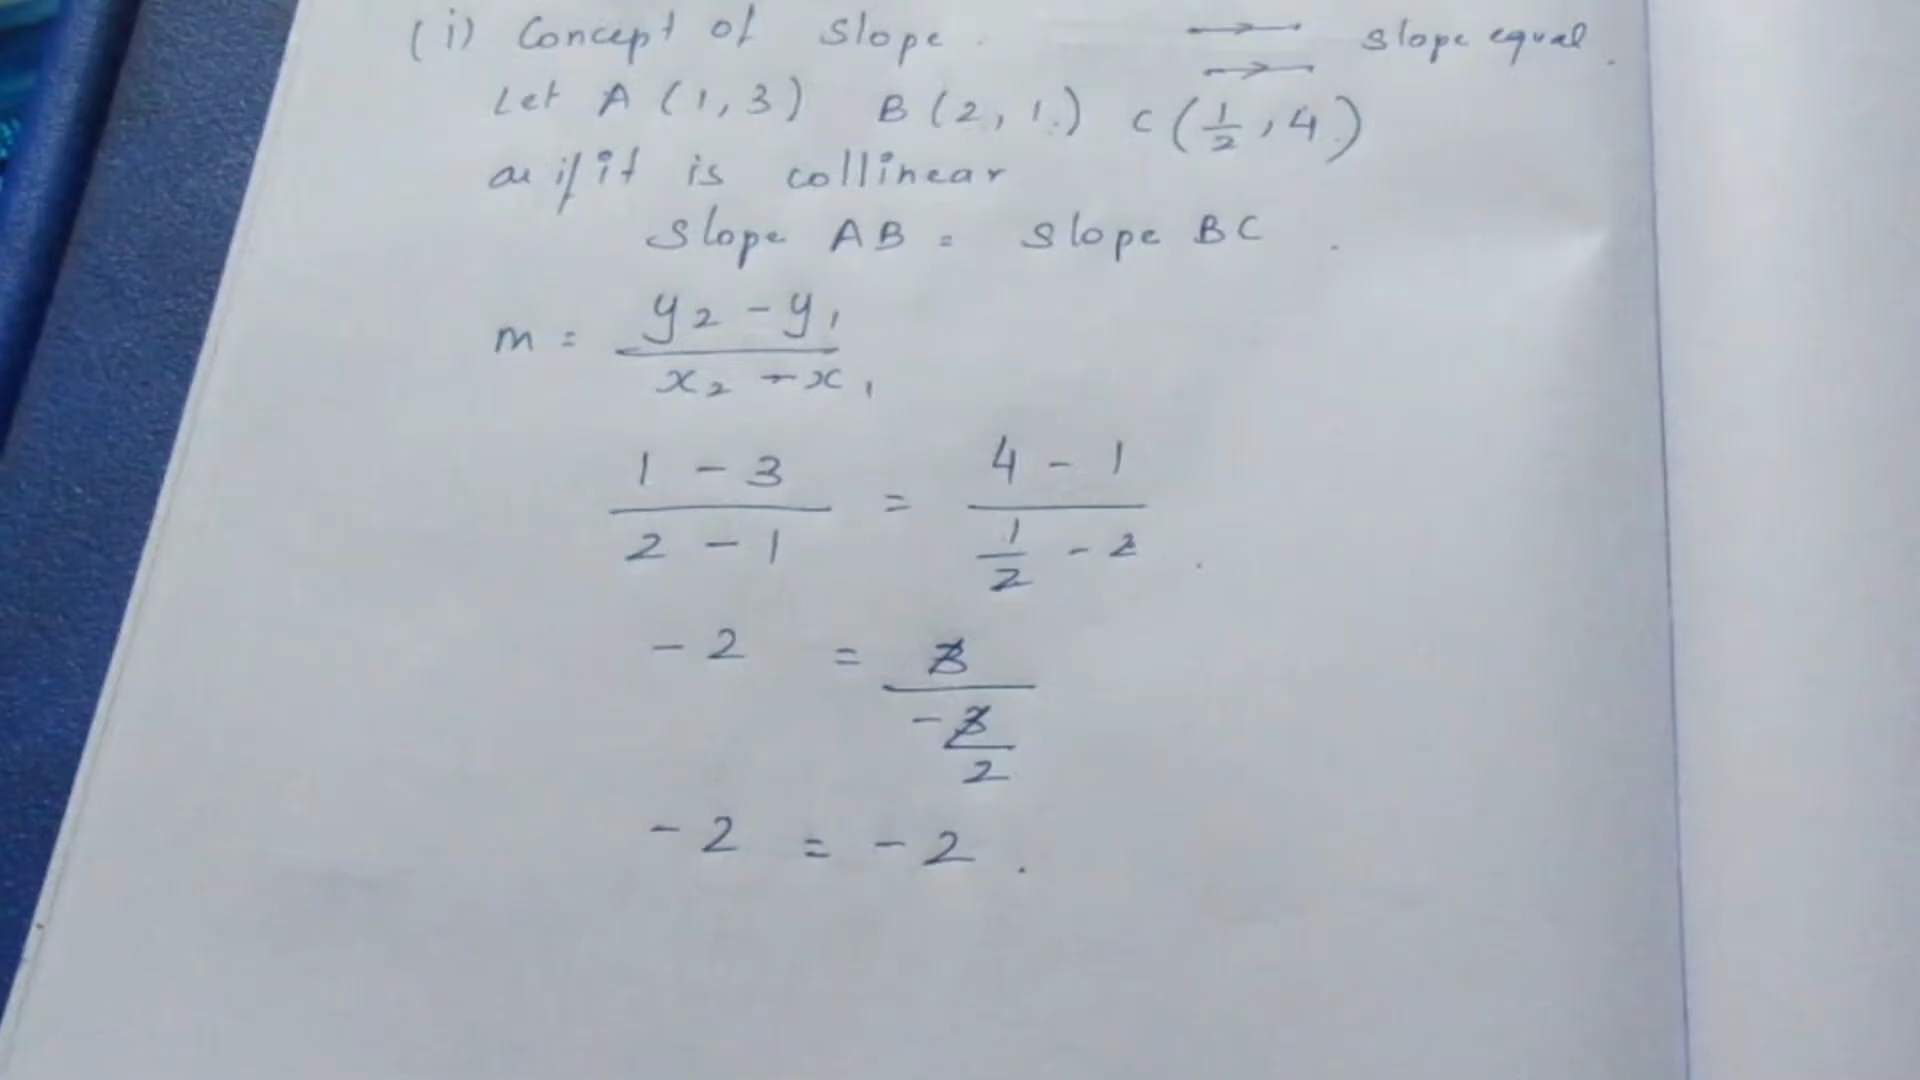 (i) Concept of slope. slope equal.
Let A (1, 3) B (2, 1) C (1/2, 4)
if it is collinear
Slope AB = slope BC.
m = y2 - y1 / x2 - x1
1 - 3 / 2 - 1 = 4 - 1 / 1/2 - 2
-2 = 3 / -3/2
-2 = -2.